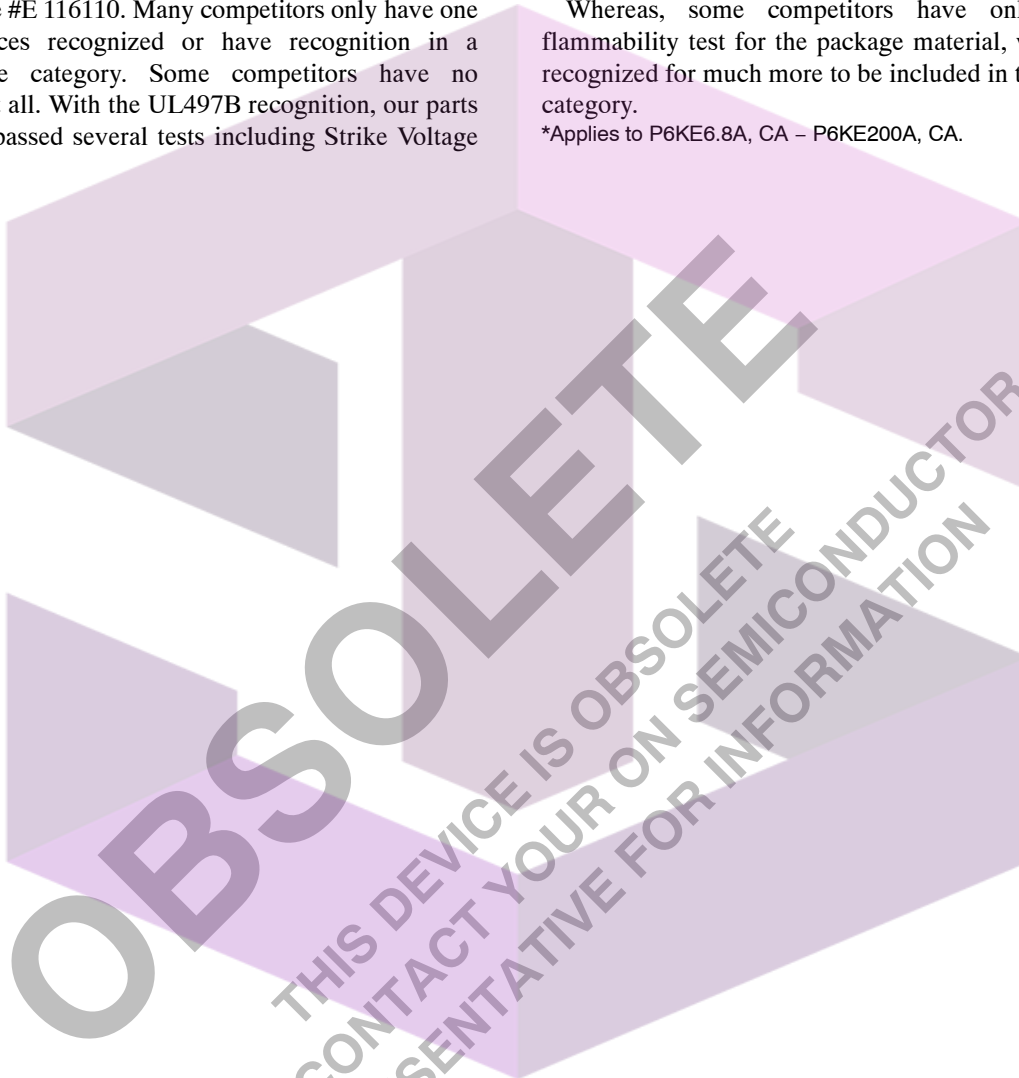 #E 116110. Many competitors only have one
recognized or have recognition in a
category. Some competitors have no
all. With the UL497B recognition, our parts
passed several tests including Strike Voltage
Whereas, some competitors have
flammability test for the package material,
recognized for much more to be included in
category.
*Applies to P6KE6.8A, CA – P6KE200A, CA.
OBSOLETE
THIS DEVICE IS OBSOLETE
CONTACT YOUR ON SEMICONDUCTOR
FOR INFORMATION